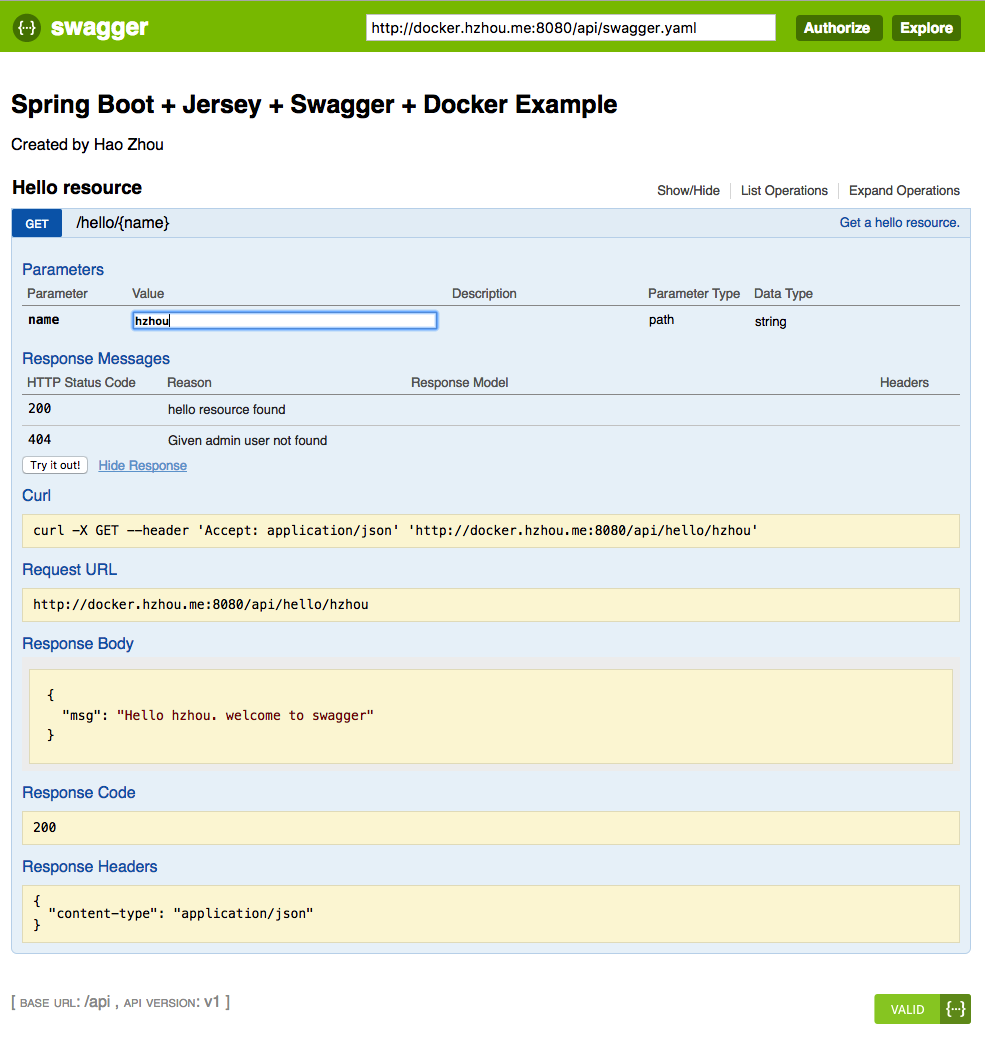 {··} swagger http://docker.hzhou.me:8080/api/swagger.yaml Authorize Explore
Spring Boot + Jersey + Swagger + Docker Example
Created by Hao Zhou
Hello resource Show/Hide List Operations Expand Operations
GET /hello/{name} Get a hello resource.
Parameters
Parameter Value Description Parameter Type Data Type
name hzhou path string
Response Messages
HTTP Status Code Reason Response Model Headers
200 hello resource found
404 Given admin user not found
Try it out! Hide Response
Curl
curl -X GET --header 'Accept: application/json' 'http://docker.hzhou.me:8080/api/hello/hzhou'
Request URL
http://docker.hzhou.me:8080/api/hello/hzhou
Response Body
{
"msg": "Hello hzhou. welcome to swagger"
}
Response Code
200
Response Headers
{
"content-type": "application/json"
}
[ BASE URL: /api , API VERSION: v1 ]
VALID {··}